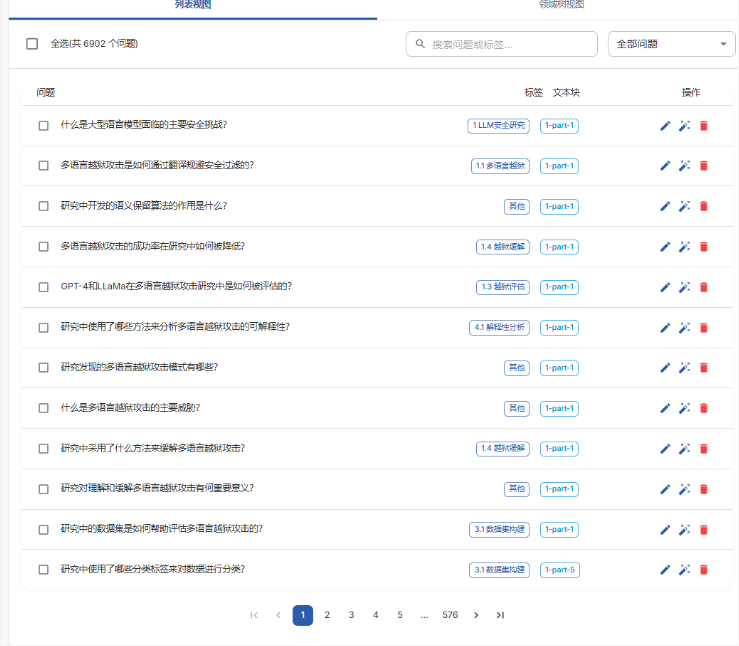 列表视图 领域树视图
全选(共 6902 个问题) 搜索问题或标签... 全部问题
问题 标签 文本块 操作
什么是大型语言模型面临的主要安全挑战? 1 LLM安全研究 1-part-1
多语言越狱攻击是如何通过翻译规避安全过滤的? 1.1 多语言越狱 1-part-1
研究中开发的语义保留算法的作用是什么? 其他 1-part-1
多语言越狱攻击的成功率在研究中如何被降低? 1.4 越狱缓解 1-part-1
GPT-4和LLaMa在多语言越狱攻击研究中是如何被评估的? 1.3 越狱评估 1-part-1
研究中使用了哪些方法来分析多语言越狱攻击的可解释性? 4.1 解释性分析 1-part-1
研究发现的多语言越狱攻击模式有哪些? 其他 1-part-1
什么是多语言越狱攻击的主要威胁? 其他 1-part-1
研究中采用了什么方法来缓解多语言越狱攻击? 1.4 越狱缓解 1-part-1
研究对理解和缓解多语言越狱攻击有何重要意义? 其他 1-part-1
研究中的数据集是如何帮助评估多语言越狱攻击的? 3.1 数据集构建 1-part-1
研究中使用了哪些分类标签来对数据进行分类? 3.1 数据集构建 1-part-5
1 2 3 4 5 ... 576